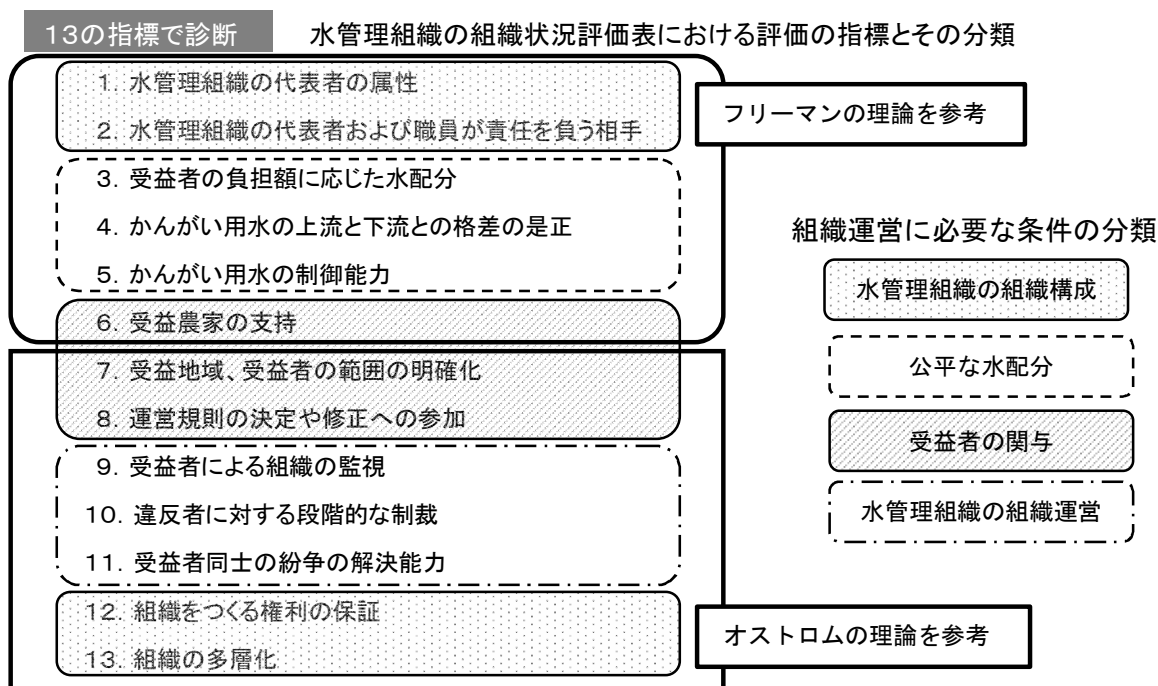 13の指標で診断
水管理組織の組織状況評価表における評価の指標とその分類
1. 水管理組織の代表者の属性
2. 水管理組織の代表者および職員が責任を負う相手
フリーマンの理論を参考
3. 受益者の負担額に応じた水配分
4. かんがい用水の上流と下流との格差の是正
5. かんがい用水の制御能力
6. 受益農家の支持
7. 受益地域、受益者の範囲の明確化
8. 運営規則の決定や修正への参加
9. 受益者による組織の監視
10. 違反者に対する段階的な制裁
11. 受益者同士の紛争の解決能力
12. 組織をつくる権利の保証
13. 組織の多層化
オストロムの理論を参考
組織運営に必要な条件の分類
水管理組織の組織構成
公平な水配分
受益者の関与
水管理組織の組織運営